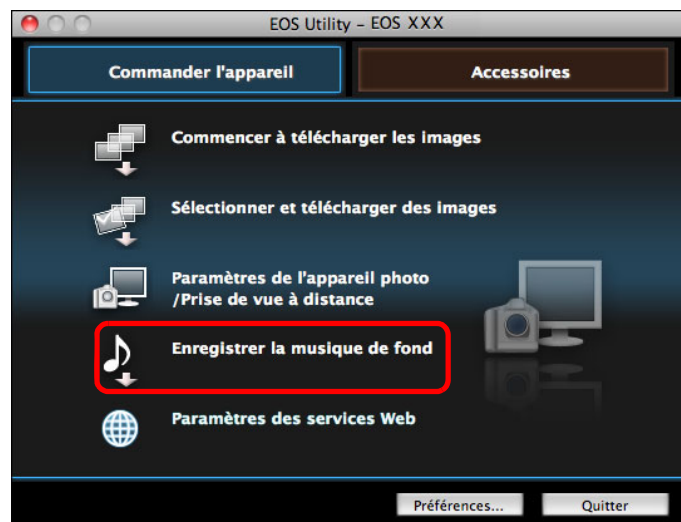 EOS Utility – EOS XXX
Commander l'appareil
Accessoires
Commencer à télécharger les images
Sélectionner et télécharger des images
Paramètres de l'appareil photo
/Prise de vue à distance
Enregistrer la musique de fond
Paramètres des services Web
Préférences...
Quitter